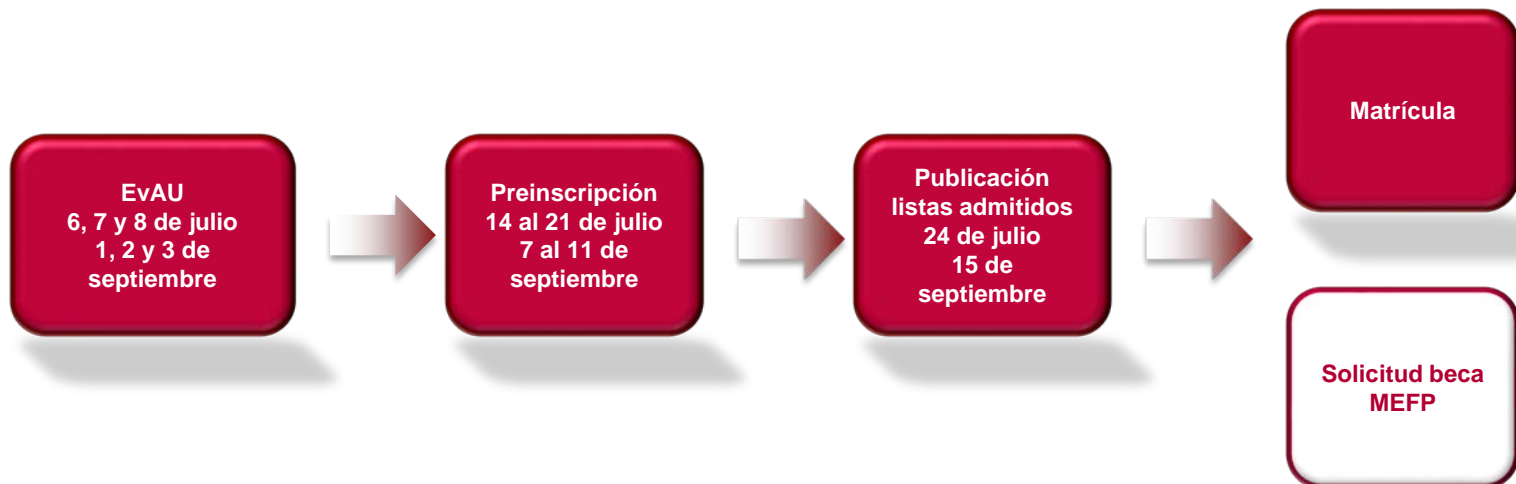 EvAU
6, 7 y 8 de julio
1, 2 y 3 de
septiembre
Preinscripción
14 al 21 de julio
7 al 11 de
septiembre
Publicación
listas admitidos
24 de julio
15 de
septiembre
Matrícula
Solicitud beca
MEFP